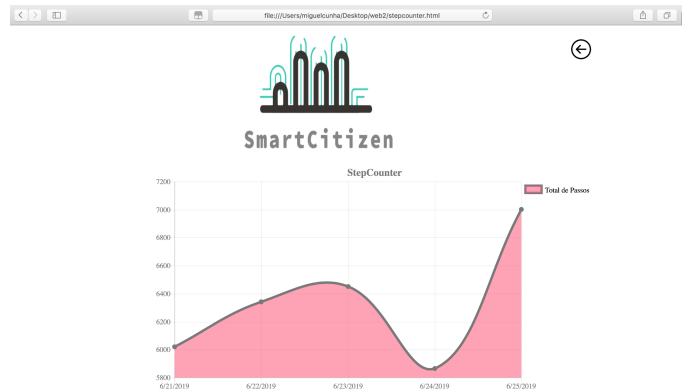 file:///Users/miguelcunha/Desktop/web2/stepcounter.html
SmartCitizen
StepCounter
Total de Passos
7200
7000
6800
6600
6400
6200
6000
5800
6/21/2019 6/22/2019 6/23/2019 6/24/2019 6/25/2019